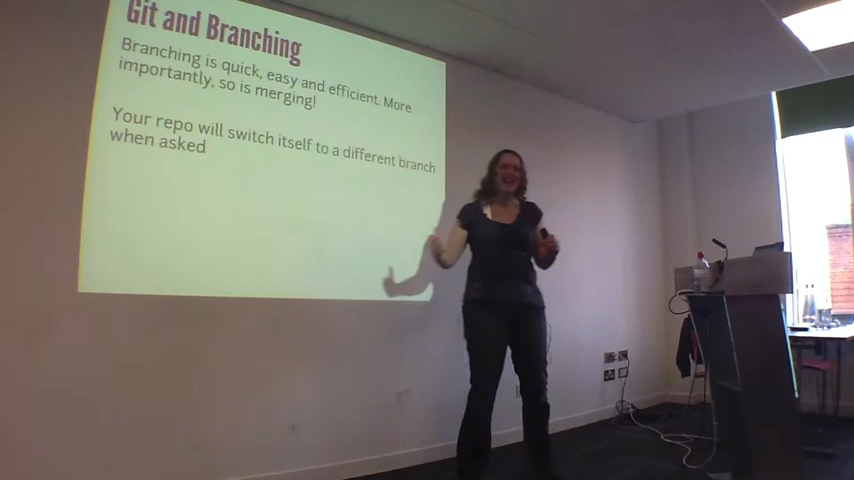 Git and Branching
Branching is quick, easy and efficient. More
importantly, so is merging!
Your repo will switch itself to a different branch
when asked